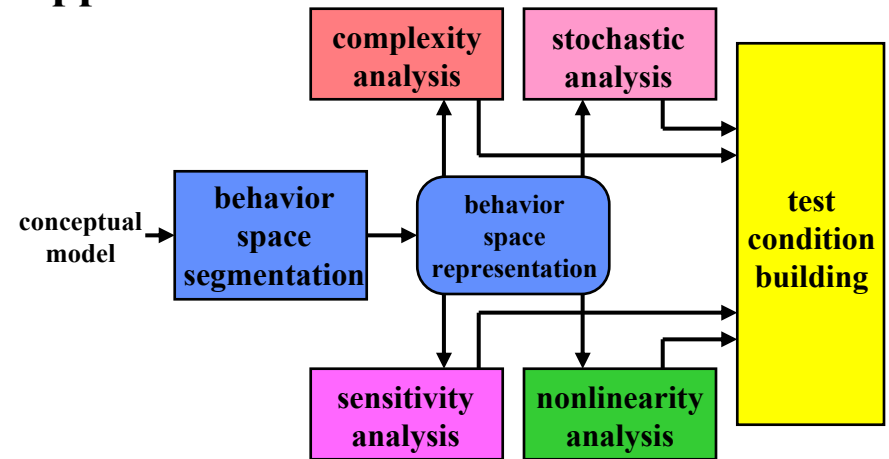 complexity
analysis
stochastic
analysis
conceptual
model
behavior
space
segmentation
behavior
space
representation
test
condition
building
sensitivity
analysis
nonlinearity
analysis